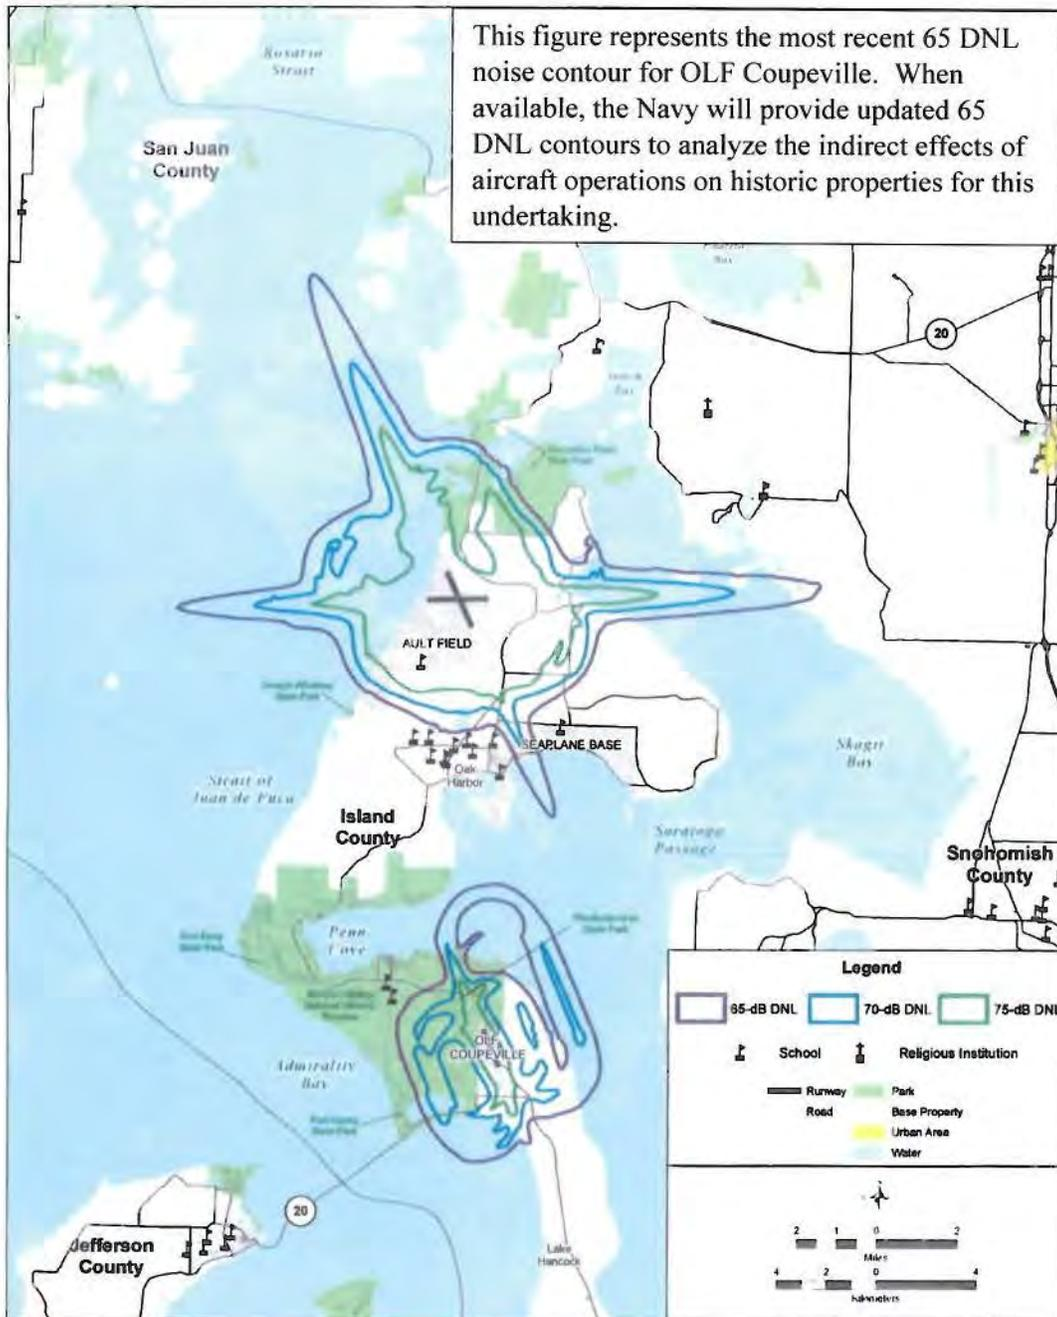 This figure represents the most recent 65 DNL
noise contour for OLF Coupeville. When
available, the Navy will provide updated 65
DNL contours to analyze the indirect effects of
aircraft operations on historic properties for this
undertaking.
Rosario
Strait
San Juan
County
Bay
20
Bay
AULT FIELD
SEAPLANE BASE
Oak
Harbor
Strait of
Juan de Fuca
Island
County
Skagit
Bay
Saratoga
Passage
Snohomish
County
Penn
Cove
OLF
COUPEVILLE
Admiralty
Bay
20
Jefferson
County
Lake
Hancock
Legend
65-dB DNL 70-dB DNL 75-dB DNL
School Religious Institution
Runway Park
Road Base Property
Urban Area
Water
2 1 0 2
Miles
4 2 0 4
Kilometers